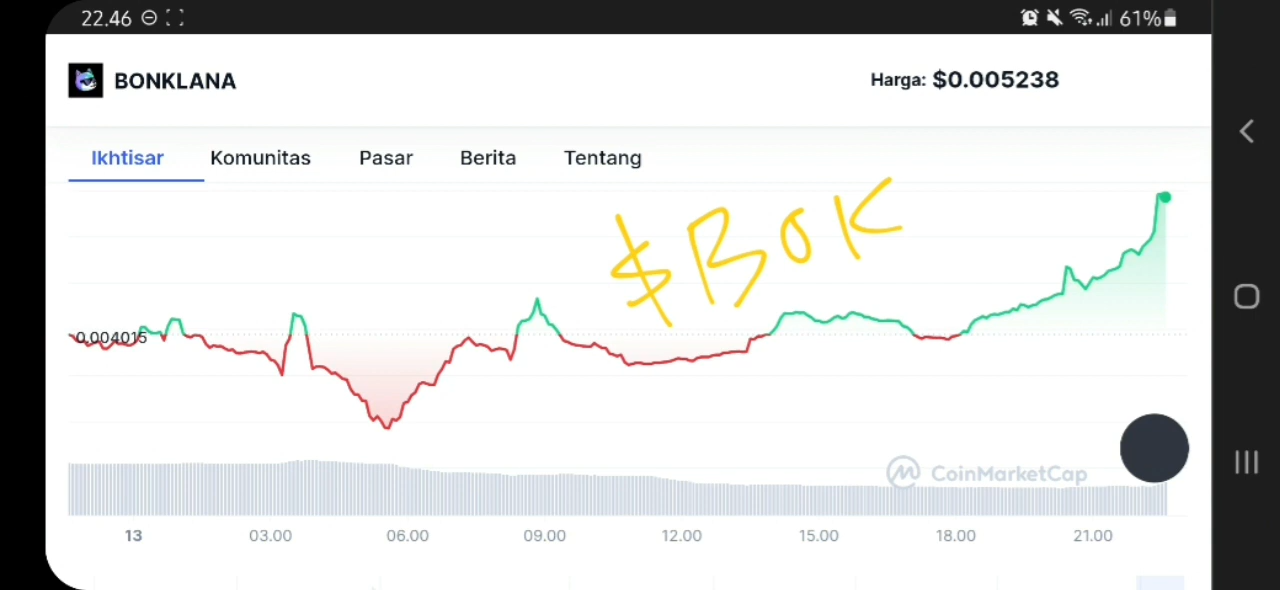 22.46
61%
BONKLANA
Harga: $0.005238
Ikhtisar Komunitas Pasar Berita Tentang
$BOK
0.004015
CoinMarketCap
13 03.00 06.00 09.00 12.00 15.00 18.00 21.00